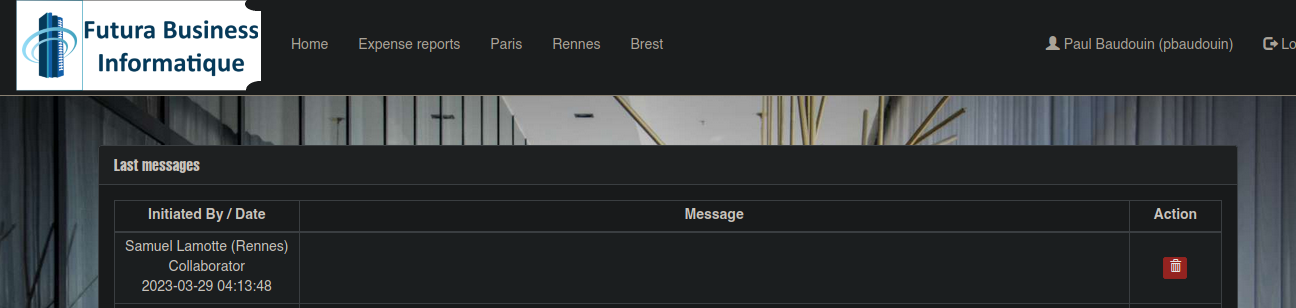 Futura Business
Informatique
Home Expense reports Paris Rennes Brest Paul Baudouin (pbaudouin) Lo
Last messages
Initiated By / Date Message Action
Samuel Lamotte (Rennes)
Collaborator
2023-03-29 04:13:48